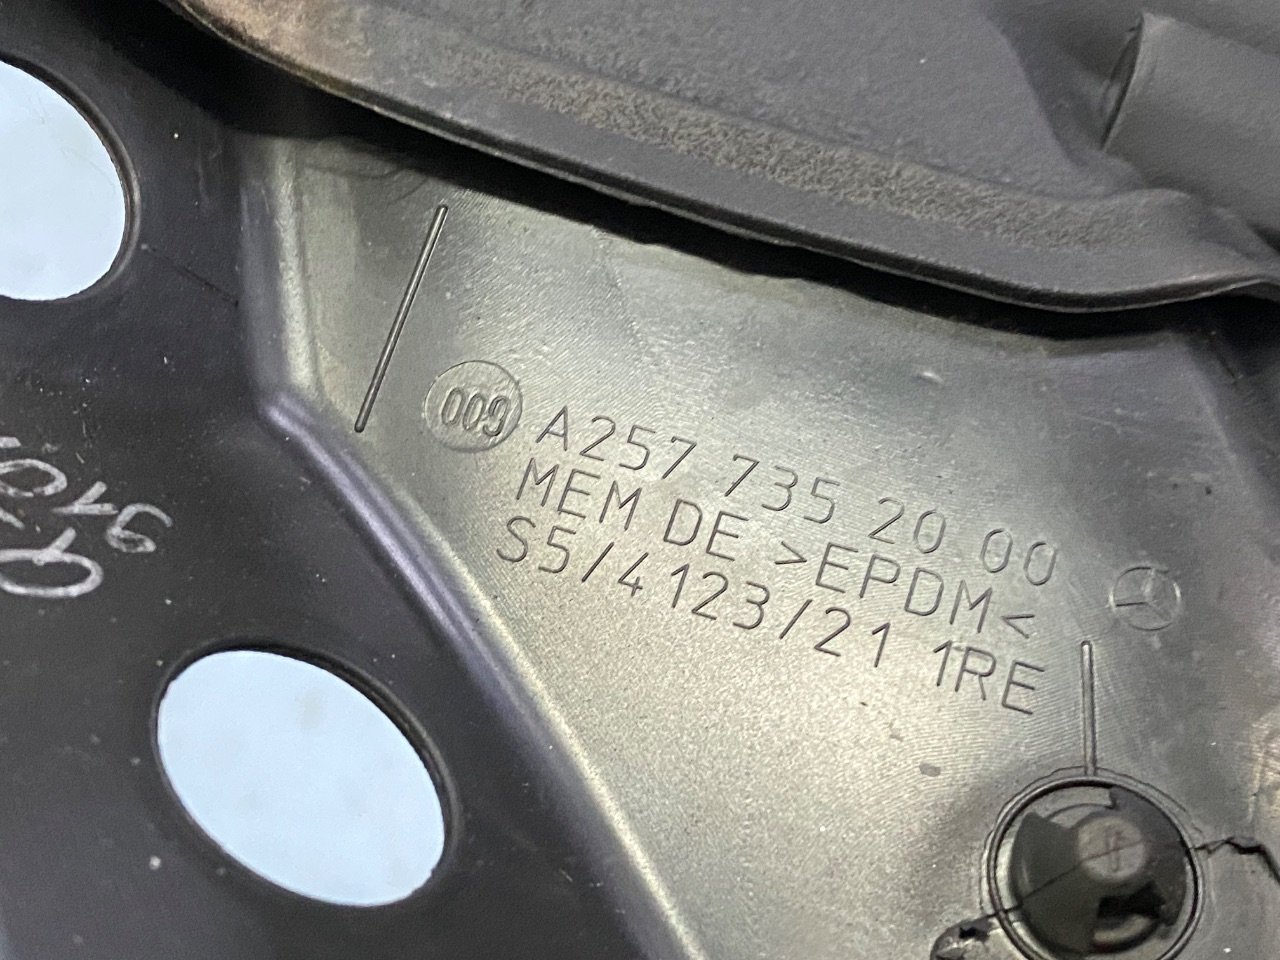 009
A257 735 20 00
MEM DE >EPDM<
S5/4123/21 1RE